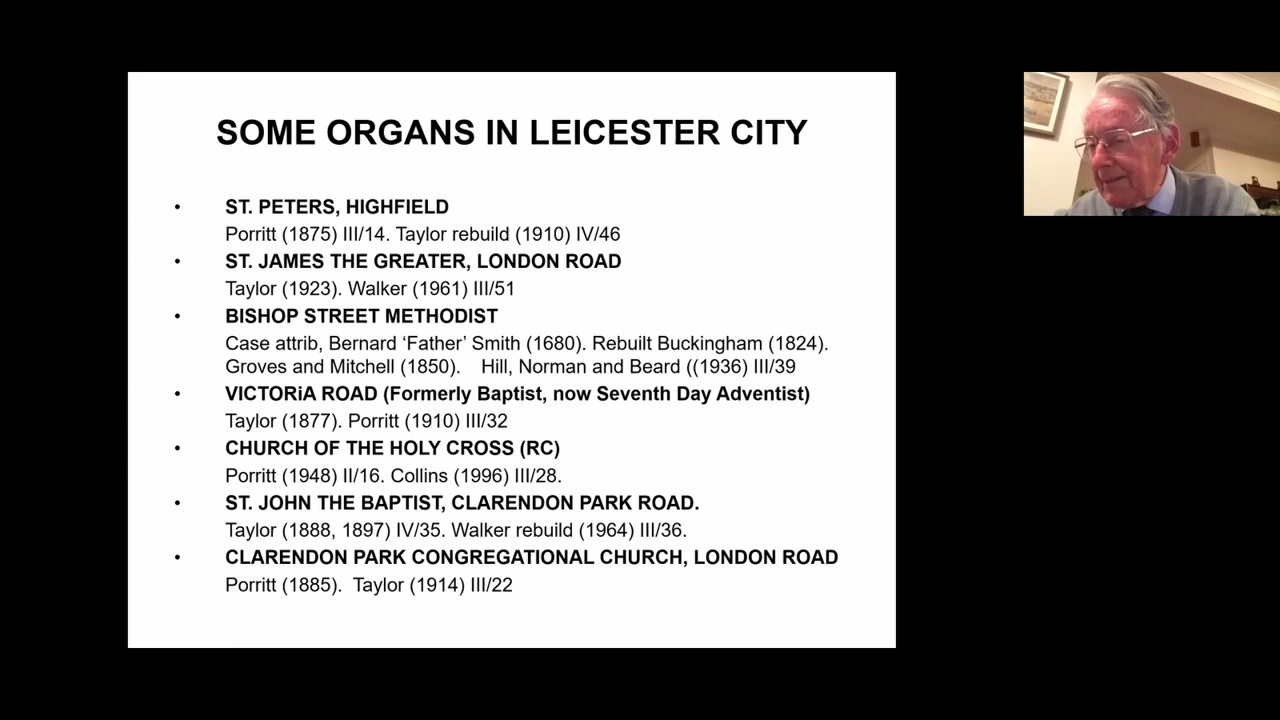 SOME ORGANS IN LEICESTER CITY
• ST. PETERS, HIGHFIELD
Porritt (1875) III/14. Taylor rebuild (1910) IV/46
• ST. JAMES THE GREATER, LONDON ROAD
Taylor (1923). Walker (1961) III/51
• BISHOP STREET METHODIST
Case attrib, Bernard ‘Father’ Smith (1680). Rebuilt Buckingham (1824).
Groves and Mitchell (1850). Hill, Norman and Beard ((1936) III/39
• VICTORiA ROAD (Formerly Baptist, now Seventh Day Adventist)
Taylor (1877). Porritt (1910) III/32
• CHURCH OF THE HOLY CROSS (RC)
Porritt (1948) II/16. Collins (1996) III/28.
• ST. JOHN THE BAPTIST, CLARENDON PARK ROAD.
Taylor (1888, 1897) IV/35. Walker rebuild (1964) III/36.
• CLARENDON PARK CONGREGATIONAL CHURCH, LONDON ROAD
Porritt (1885). Taylor (1914) III/22